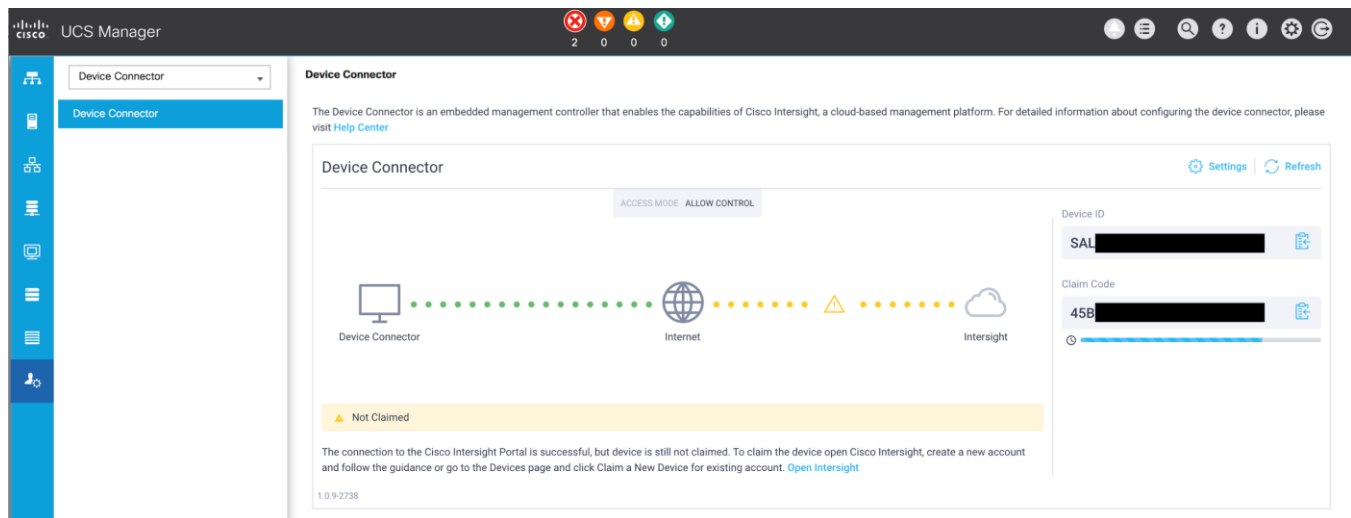 CISCO UCS Manager
2 0 0 0
Device Connector
Device Connector
Device Connector
The Device Connector is an embedded management controller that enables the capabilities of Cisco Intersight, a cloud-based management platform. For detailed information about configuring the device connector, please
visit Help Center
Device Connector
Settings Refresh
ACCESS MODE ALLOW CONTROL
Device ID
SAL
Claim Code
45B
Device Connector Internet Intersight
Not Claimed
The connection to the Cisco Intersight Portal is successful, but device is still not claimed. To claim the device open Cisco Intersight, create a new account
and follow the guidance or go to the Devices page and click Claim a New Device for existing account. Open Intersight
1.0.9-2738